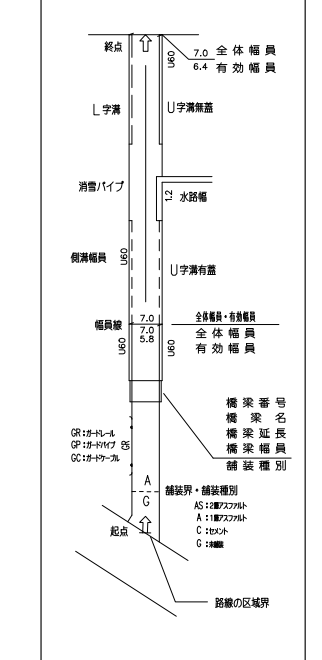 終点
U60
7.0 全体幅員
6.4 有効幅員
L字溝
U字溝無蓋
消雪パイプ
1.2
水路幅
側溝幅員
U60
U字溝有蓋
幅員線
7.0
全体幅員・有効幅員
7.0
5.8
全体幅員
有効幅員
U60
U60
橋梁番号
橋梁名
橋梁延長
橋梁幅員
舗装種別
GR:ガードレール
GP:ガードパイプ
GC:ガードケーブル
GR
A
G
舗装界・舗装種別
AS:2層アスファルト
A:1層アスファルト
C:セメント
G:未舗装
起点
路線の区域界